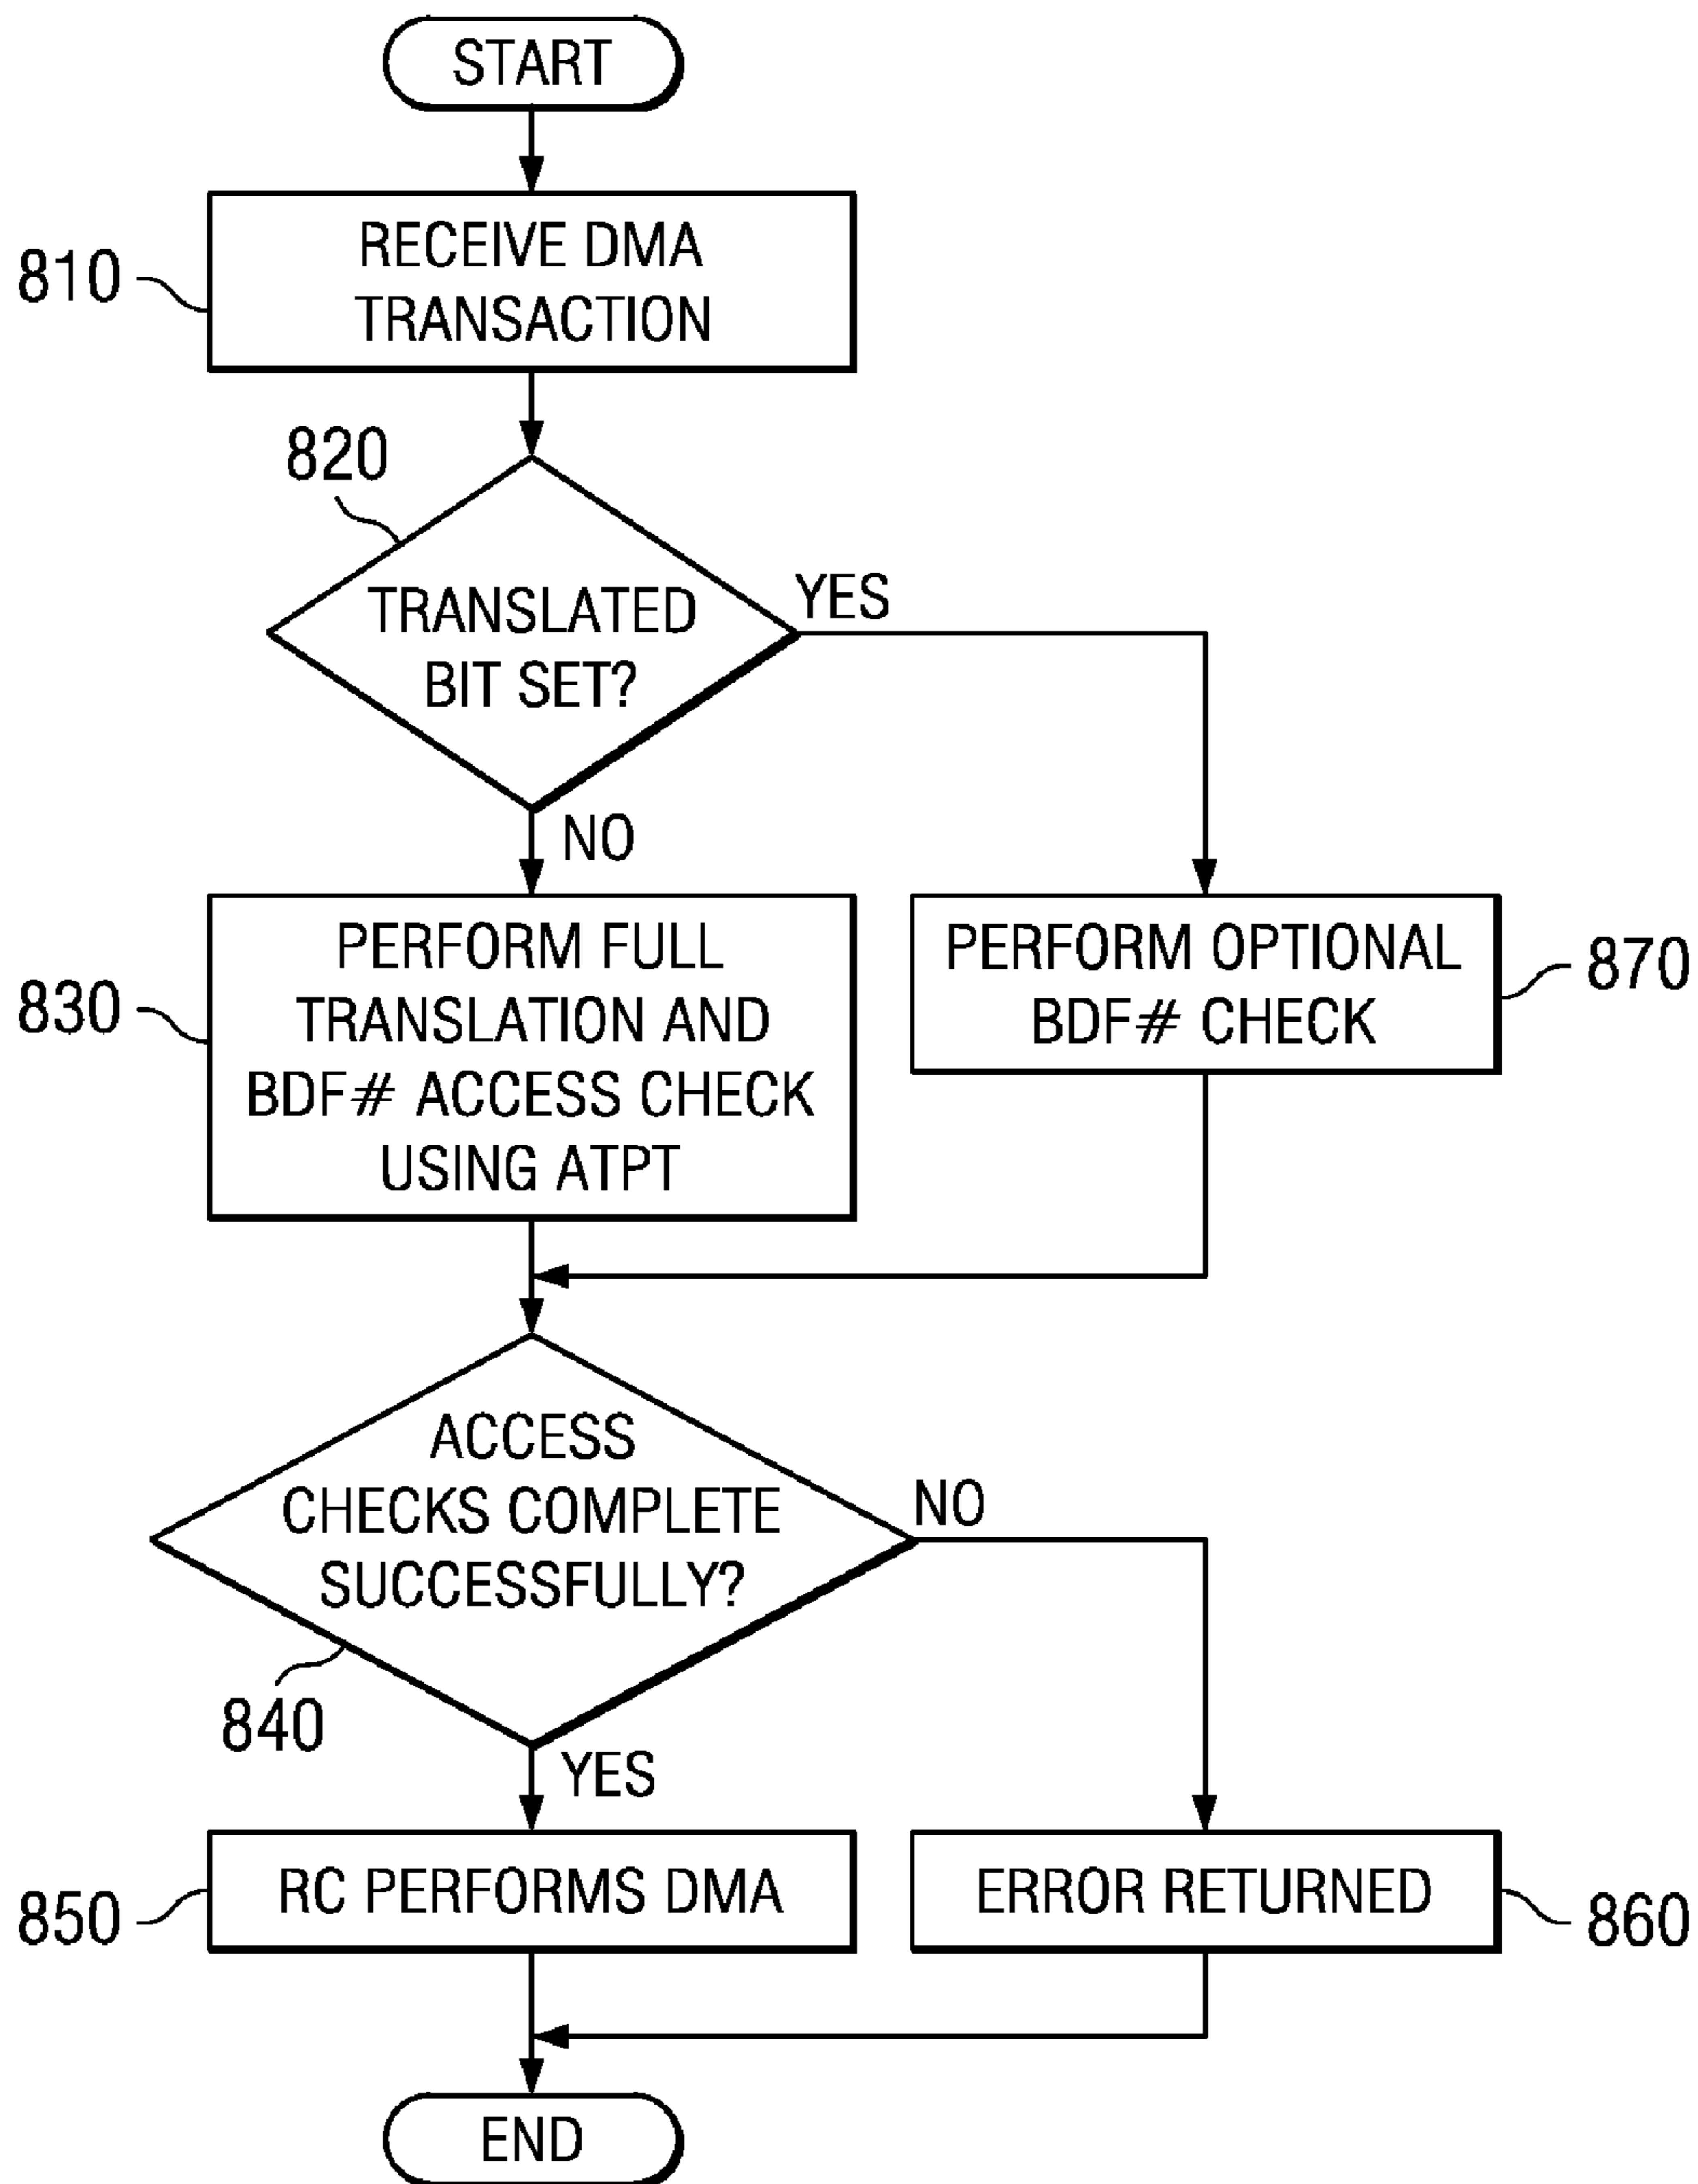 START
810
RECEIVE DMA
TRANSACTION
820
TRANSLATED
BIT SET?
YES
NO
830
PERFORM FULL
TRANSLATION AND
BDF# ACCESS CHECK
USING ATPT
PERFORM OPTIONAL
BDF# CHECK
870
ACCESS
CHECKS COMPLETE
SUCCESSFULLY?
NO
840
YES
850
RC PERFORMS DMA
ERROR RETURNED
860
END